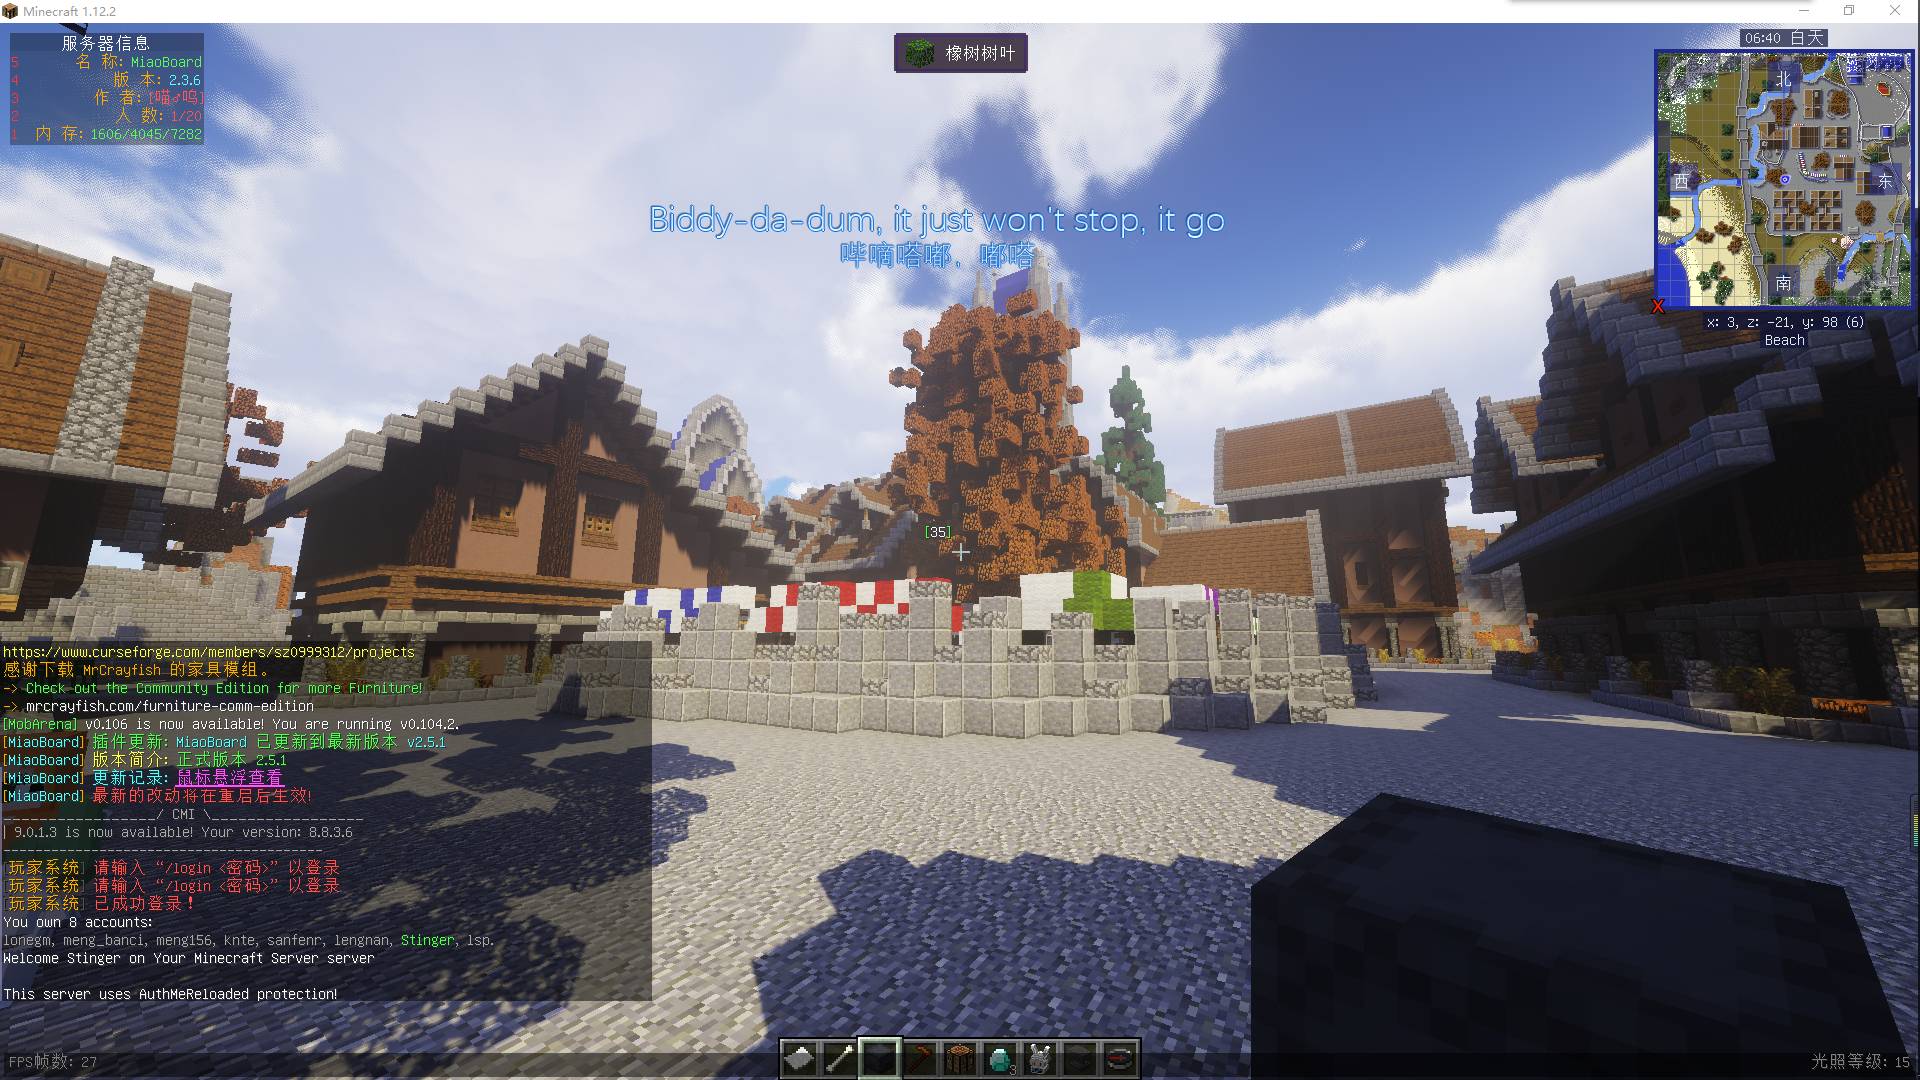 Minecraft 1.12.2
服务器信息
5 名 称: MiaoBoard
4 版 本: 2.3.6
3 作 者: [喵♂呜]
2 人 数: 1/20
1 内 存: 1606/4045/7282
橡树树叶
06:40 白天
北
西
东
南
X
x: 3, z: -21, y: 98 (6)
Beach
Biddy-da-dum, it just won't stop, it go
哔嘀嗒嘟，嘟嗒
[35]
https://www.curseforge.com/members/sz0999312/projects
感谢下载 MrCrayfish 的家具模组。
-> Check out the Community Edition for more Furniture!
-> mrcrayfish.com/furniture-comm-edition
[MobArena] v0.106 is now available! You are running v0.104.2.
[MiaoBoard] 插件更新: MiaoBoard 已更新到最新版本 v2.5.1
[MiaoBoard] 版本简介: 正式版本 2.5.1
[MiaoBoard] 更新记录: 鼠标悬浮查看
[MiaoBoard] 最新的改动将在重启后生效!
_________________/ CMI \_________________
| 9.0.1.3 is now available! Your version: 8.8.3.6
----------------------------------------
[玩家系统] 请输入 “/login <密码>” 以登录
[玩家系统] 请输入 “/login <密码>” 以登录
[玩家系统] 已成功登录！
You own 8 accounts:
lonegm, meng_banci, meng156, knte, sanfenr, lengnan, Stinger, lsp.
Welcome Stinger on Your Minecraft Server server
This server uses AuthMeReloaded protection!
3
FPS帧数: 27
光照等级: 15